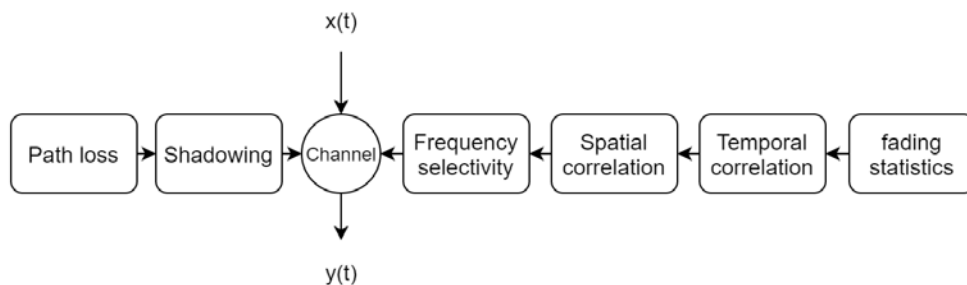 x(t)
Path loss
Shadowing
Channel
Frequency
selectivity
Spatial
correlation
Temporal
correlation
fading
statistics
y(t)